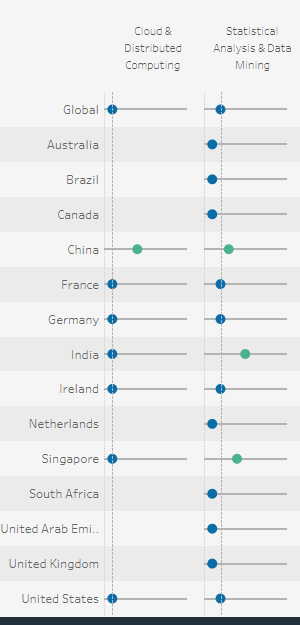 Cloud &
Distributed
Computing
Statistical
Analysis & Data
Mining
Global
Australia
Brazil
Canada
China
France
Germany
India
Ireland
Netherlands
Singapore
South Africa
United Arab Emi..
United Kingdom
United States